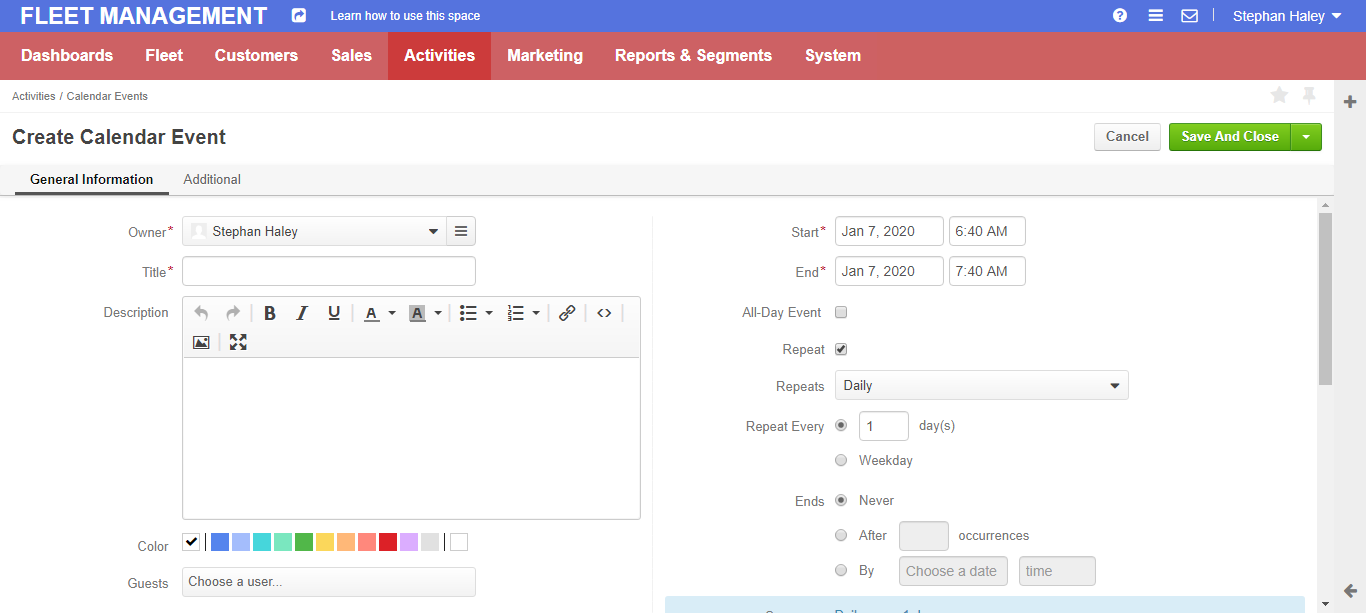 FLEET MANAGEMENT Learn how to use this space Stephan Haley
Dashboards Fleet Customers Sales Activities Marketing Reports & Segments System
Activities / Calendar Events
Create Calendar Event Cancel Save And Close
General Information Additional
Owner* Stephan Haley
Title*
Description
B I U A A
Color
Guests Choose a user...
Start* Jan 7, 2020 6:40 AM
End* Jan 7, 2020 7:40 AM
All-Day Event
Repeat
Repeats Daily
Repeat Every 1 day(s)
Weekday
Ends Never
After occurrences
By Choose a date time